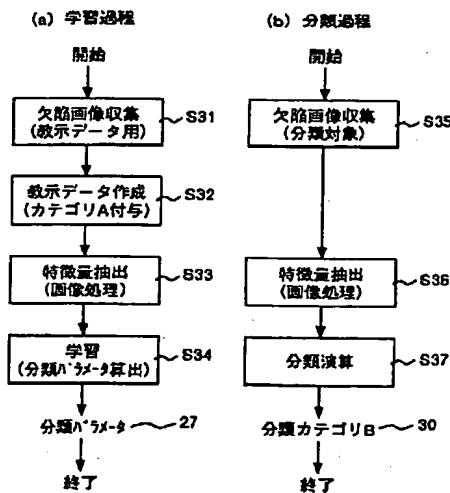 (a) 学習過程
開始
欠陥画像収集
(教示データ用)
S31
教示データ作成
(カテゴリA付与)
S32
特徴量抽出
(画像処理)
S33
学習
(分類パラメータ算出)
S34
分類パラメータ
27
終了
(b) 分類過程
開始
欠陥画像収集
(分類対象)
S35
特徴量抽出
(画像処理)
S36
分類演算
S37
分類カテゴリB
30
終了